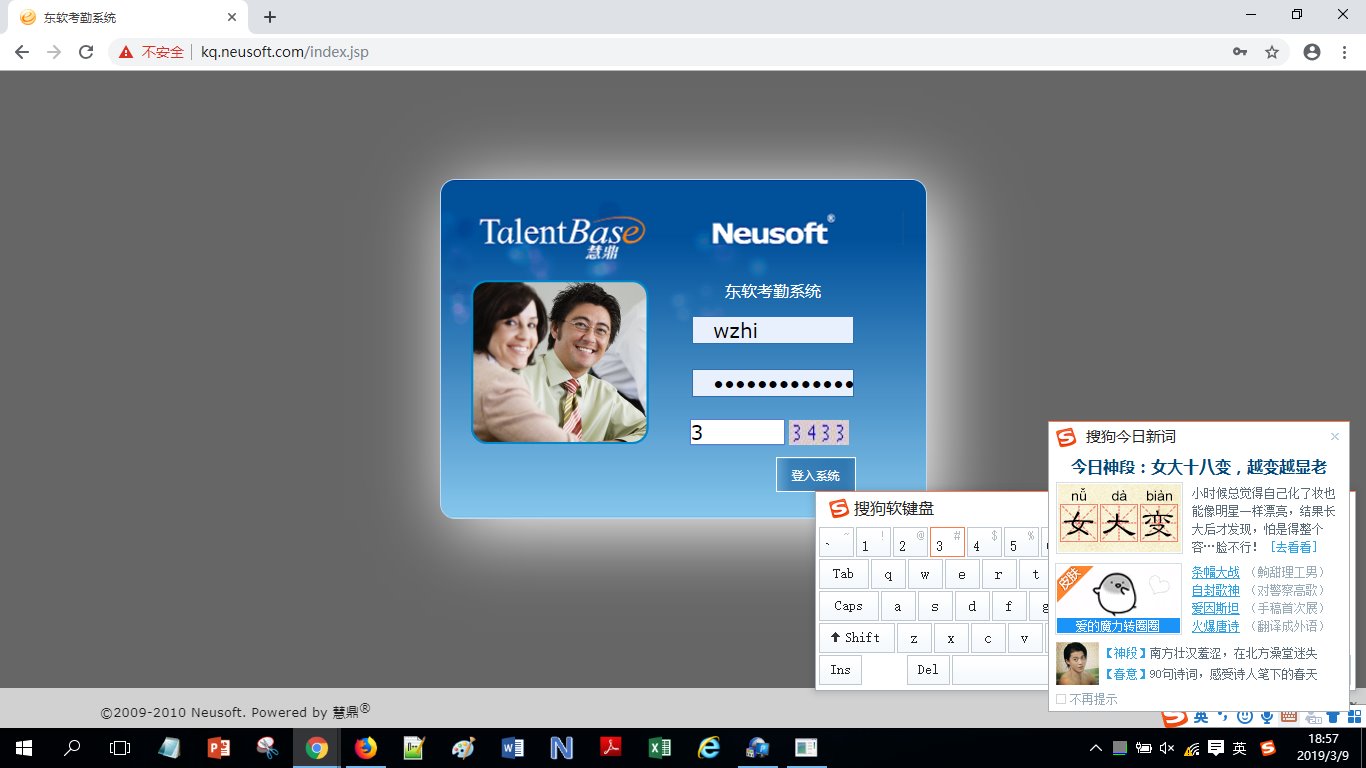 东软考勤系统
不安全 kq.neusoft.com/index.jsp
TalentBase
慧鼎
Neusoft®
东软考勤系统
wzhi
•••••••••••••
3 3433
登入系统
搜狗软键盘
` ~ 1 ! 2 @ 3 # 4 $ 5 %
Tab q w e r t
Caps a s d f g
Shift z x c v
Ins Del
搜狗今日新词
今日神段：女大十八变，越变越显老
nǚ dà biàn
女大变
小时候总觉得自己化了妆也
能像明星一样漂亮，结果长
大后才发现，怕是得整个
容…脸不行！ [去看看]
皮肤
爱的魔力转圈圈
条幅大战 （鲍甜理工男）
自封歌神 （对警察高歌）
爱因斯坦 （手稿首次展）
火爆唐诗 （翻译成外语）
【神段】南方壮汉羞涩，在北方澡堂迷失
【春意】90句诗词，感受诗人笔下的春天
不再提示
©2009-2010 Neusoft. Powered by 慧鼎®
英
英
18:57
2019/3/9